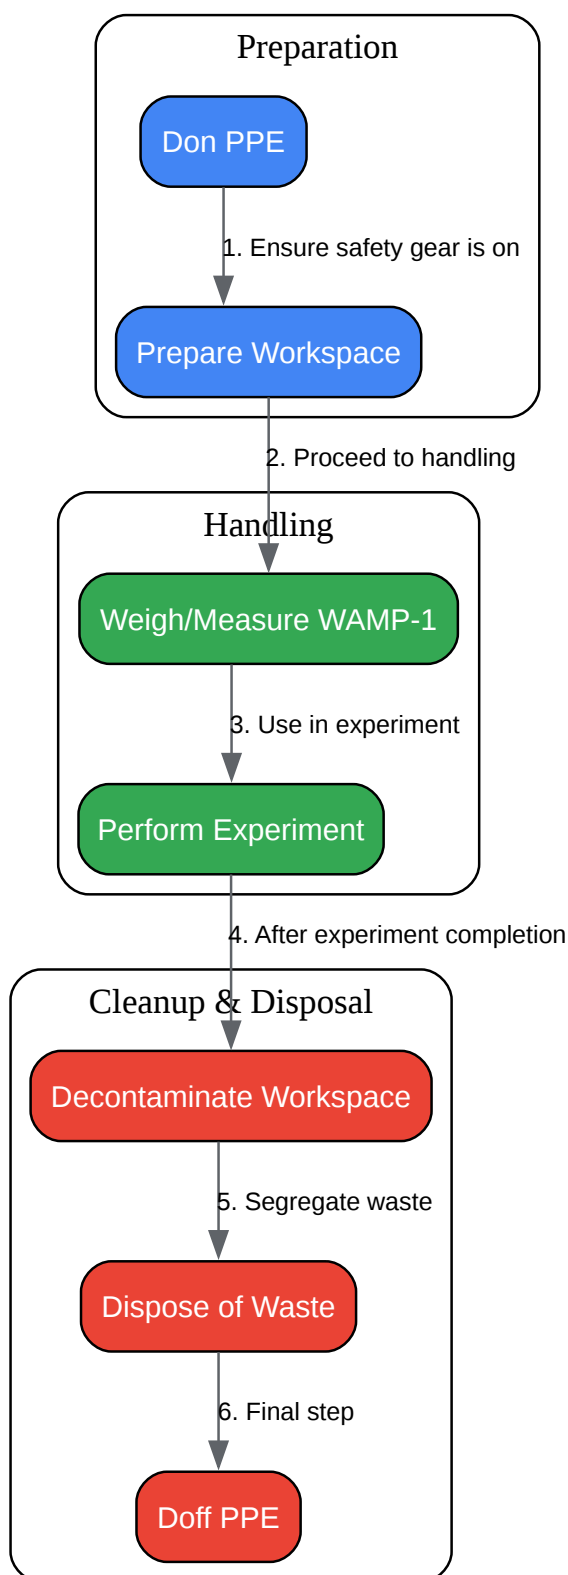 Preparation
Don PPE
1. Ensure safety gear is on
Prepare Workspace
2. Proceed to handling
Handling
Weigh/Measure WAMP-1
3. Use in experiment
Perform Experiment
4. After experiment completion
Cleanup & Disposal
Decontaminate Workspace
5. Segregate waste
Dispose of Waste
6. Final step
Doff PPE